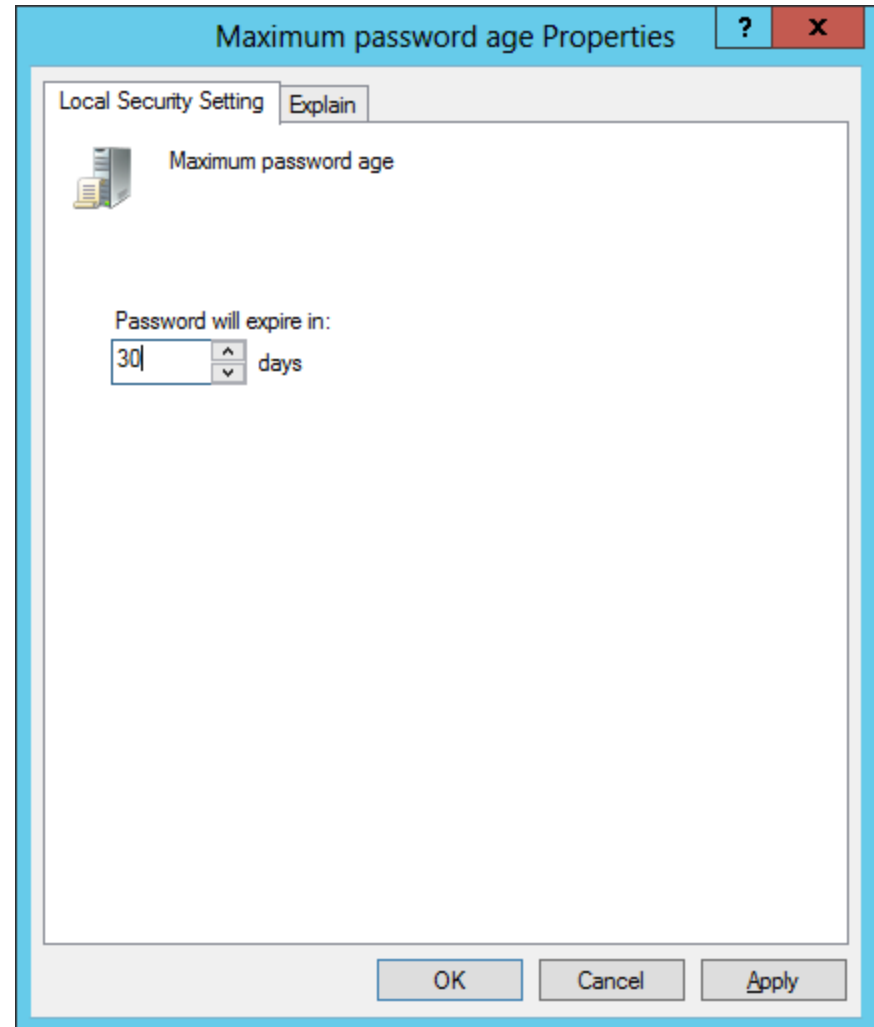 Maximum password age Properties
? x
Local Security Setting Explain
Maximum password age
Password will expire in:
30 days
OK Cancel Apply